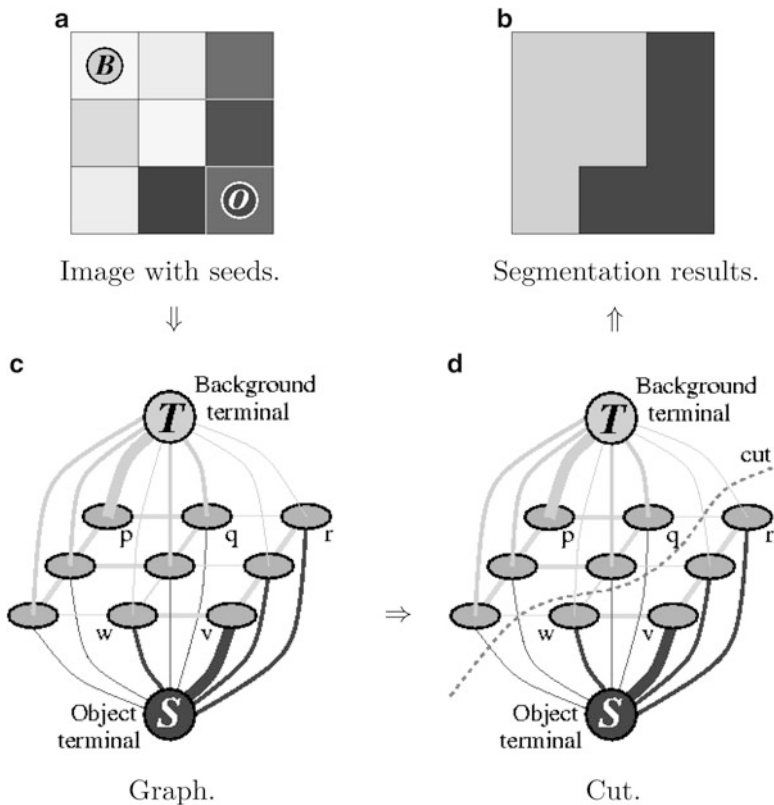 a
B
O
Image with seeds.
⇓
b
Segmentation results.
⇑
c
Background
terminal
T
p
q
r
w
v
S
Object
terminal
Graph.
⇒
d
Background
terminal
T
cut
p
q
r
w
v
S
Object
terminal
Cut.